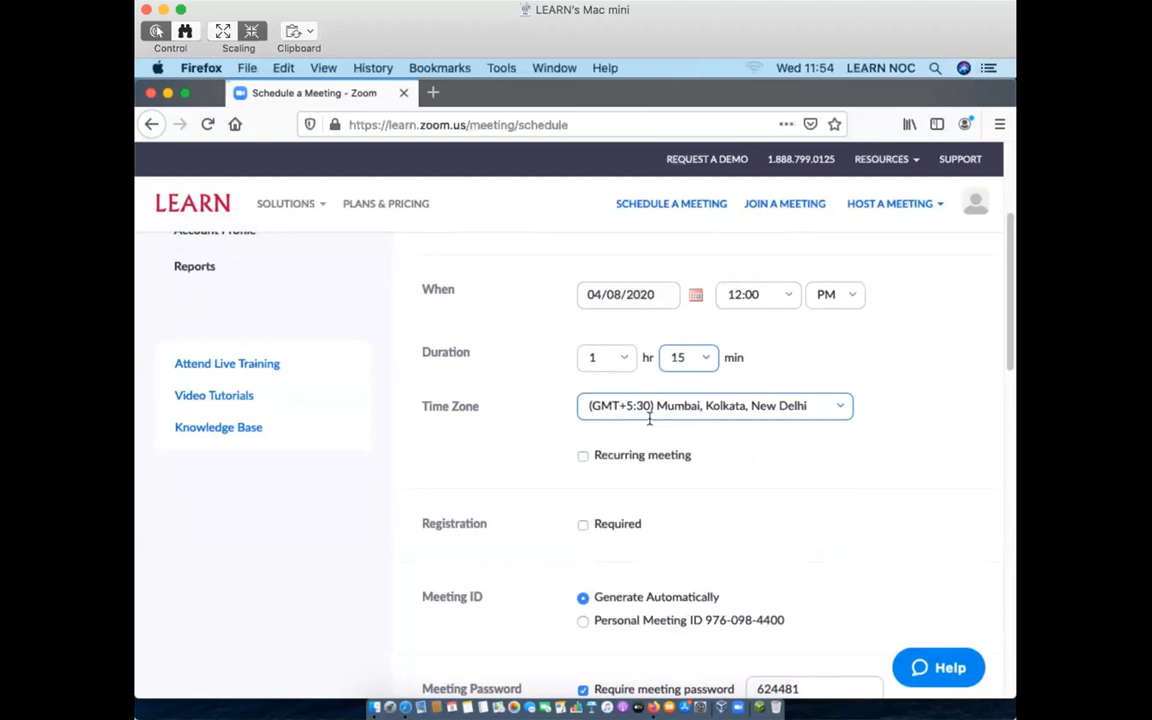 LEARN's Mac mini
Control Scaling Clipboard
Firefox File Edit View History Bookmarks Tools Window Help Wed 11:54 LEARN NOC
Schedule a Meeting - Zoom
https://learn.zoom.us/meeting/schedule
REQUEST A DEMO 1.888.799.0125 RESOURCES SUPPORT
LEARN SOLUTIONS PLANS & PRICING SCHEDULE A MEETING JOIN A MEETING HOST A MEETING
Account Profile
Reports
Attend Live Training
Video Tutorials
Knowledge Base
When 04/08/2020 12:00 PM
Duration 1 hr 15 min
Time Zone (GMT+5:30) Mumbai, Kolkata, New Delhi
Recurring meeting
Registration Required
Meeting ID Generate Automatically
Personal Meeting ID 976-098-4400
Meeting Password Require meeting password 624481
Help